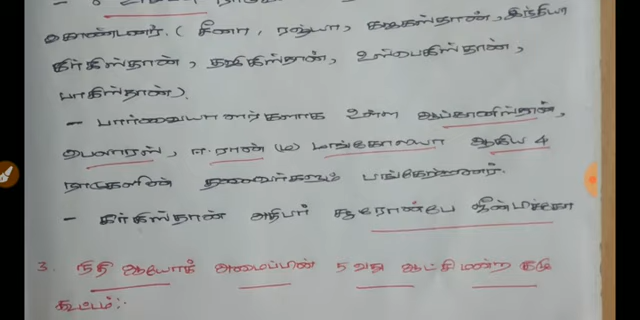 கொண்டனர். ( சீனா, ரஷ்யா, கஜகஸ்தான், இந்தியா
கிர்கிஸ்தான், தஜிகிஸ்தான், உஸ்பெகிஸ்தான்,
பாகிஸ்தான்).
- பார்வையாளர்களாக உள்ள ஆப்கானிஸ்தான்,
பெலாரஸ், ஈரான் (ம) மங்கோலியா ஆகிய 4
நாடுகளின் தலைவர்களும் பங்கேற்றனர்.
- கிர்கிஸ்தான் அதிபர் சூரோன்பே ஜீன்பெகோ
3. நிதி ஆயோக் அமைப்பின் 5 வது ஆட்சி மன்ற குழு
கூட்டம்:-